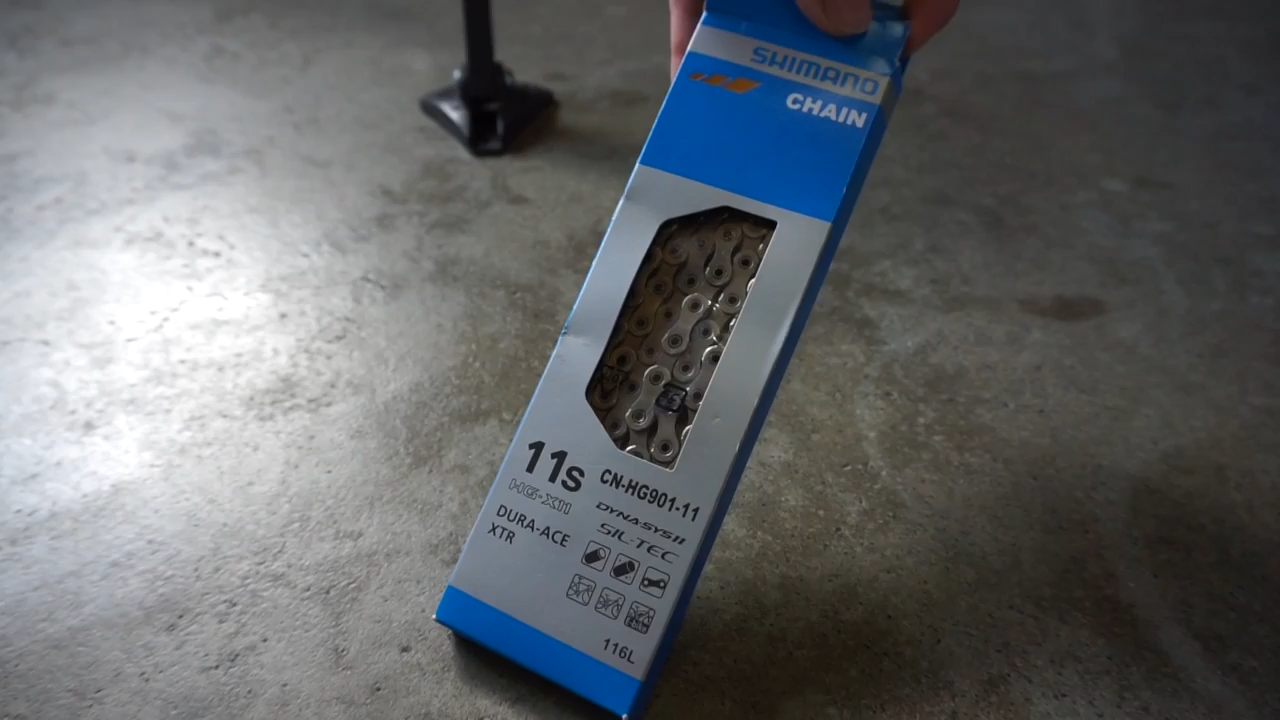 SHIMANO
CHAIN
11s
CN-HG901-11
HG-X11
DYNA-SYS11
DURA-ACE
SIL-TEC
XTR
116L